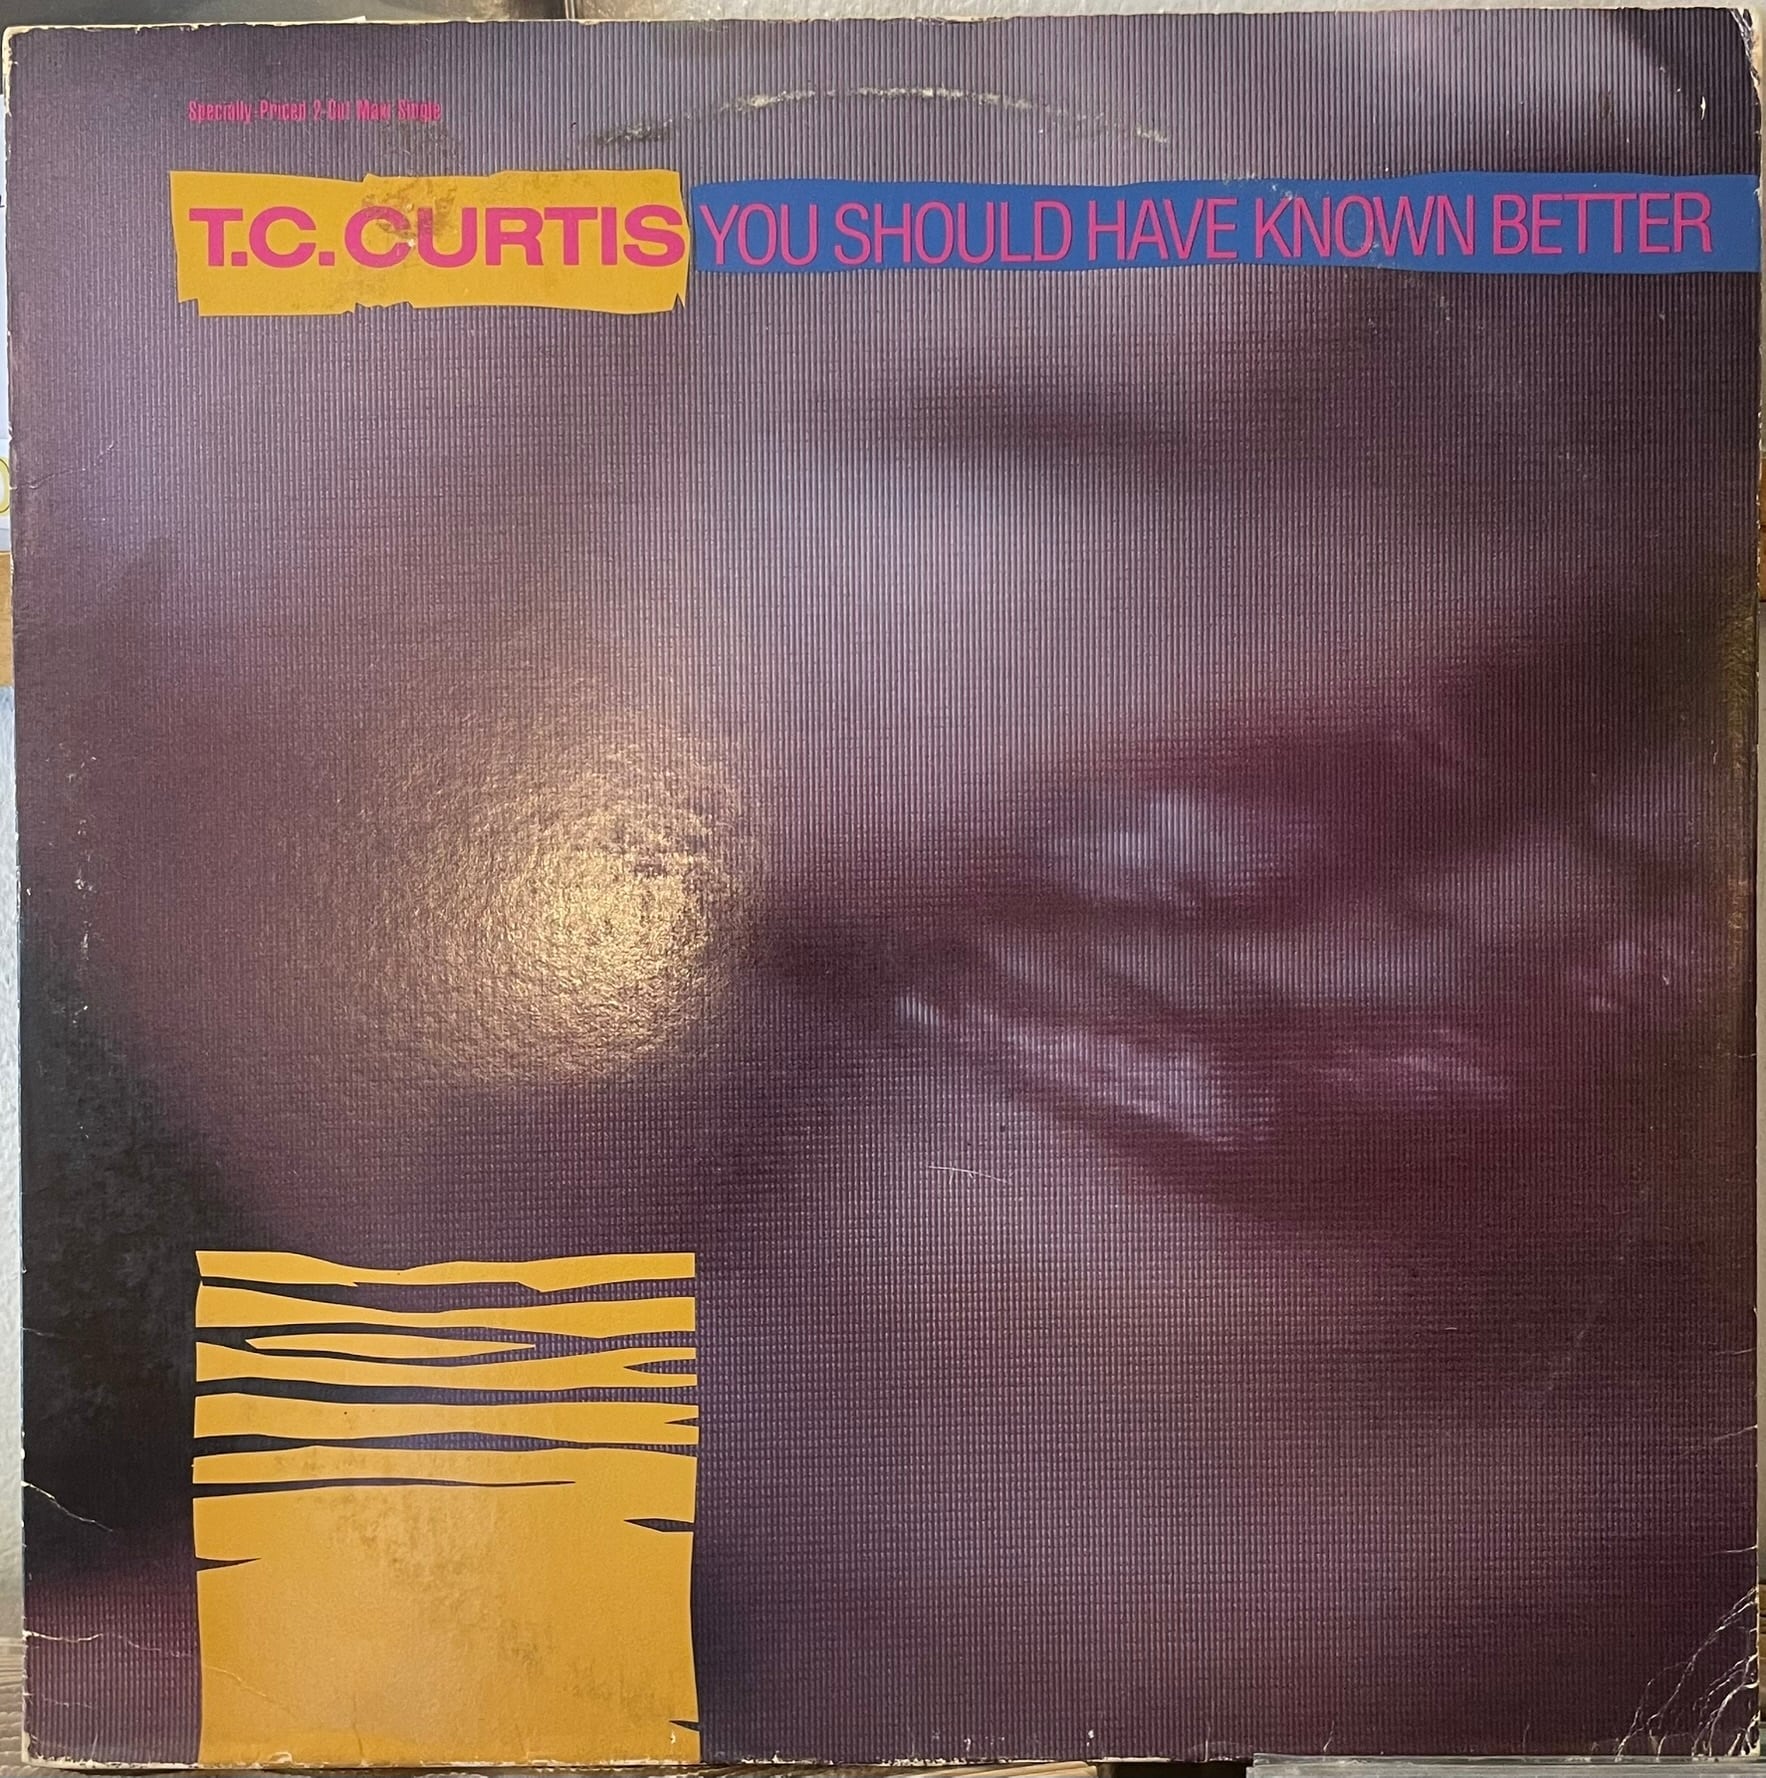 Specially-Priced 2-Cut Maxi Single
T.C. CURTIS YOU SHOULD HAVE KNOWN BETTER